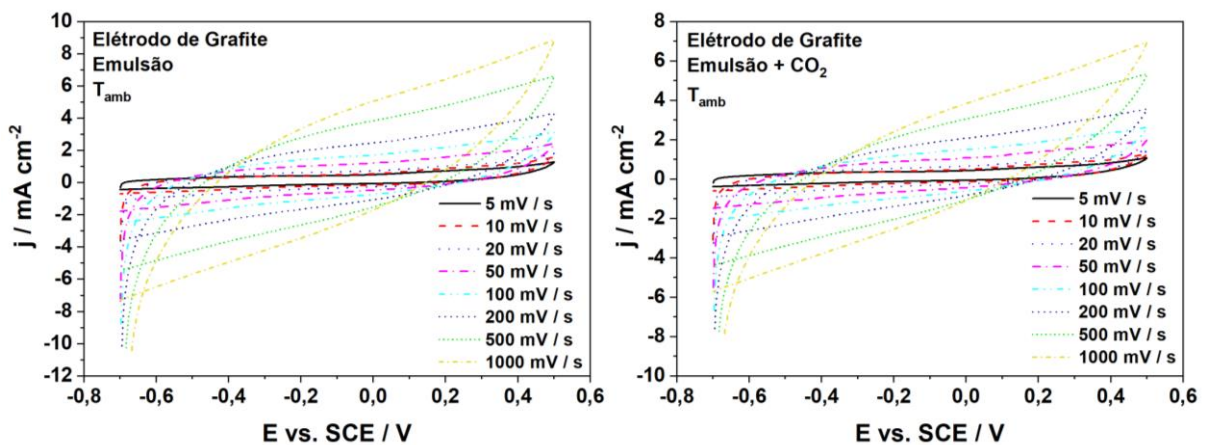 Elétrodo de Grafite
Emulsão
T_amb
10
8
6
4
2
0
-2
-4
-6
-8
-10
-12
j / mA cm⁻²
5 mV / s
10 mV / s
20 mV / s
50 mV / s
100 mV / s
200 mV / s
500 mV / s
1000 mV / s
-0,8 -0,6 -0,4 -0,2 0,0 0,2 0,4 0,6
E vs. SCE / V
Elétrodo de Grafite
Emulsão + CO₂
T_amb
8
6
4
2
0
-2
-4
-6
-8
-10
j / mA cm⁻²
5 mV / s
10 mV / s
20 mV / s
50 mV / s
100 mV / s
200 mV / s
500 mV / s
1000 mV / s
-0,8 -0,6 -0,4 -0,2 0,0 0,2 0,4 0,6
E vs. SCE / V